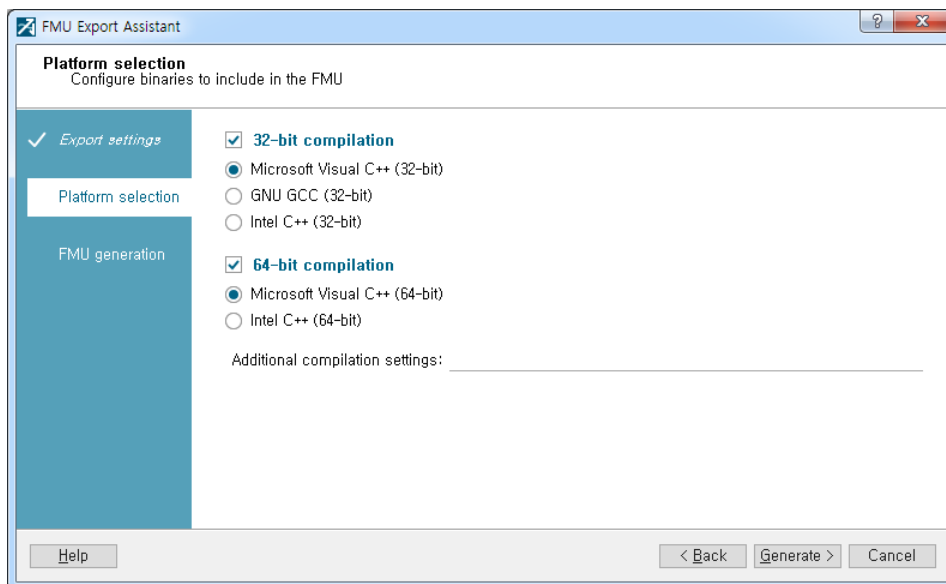 FMU Export Assistant
Platform selection
Configure binaries to include in the FMU
Export settings
Platform selection
FMU generation
32-bit compilation
Microsoft Visual C++ (32-bit)
GNU GCC (32-bit)
Intel C++ (32-bit)
64-bit compilation
Microsoft Visual C++ (64-bit)
Intel C++ (64-bit)
Additional compilation settings:
Help
< Back
Generate >
Cancel